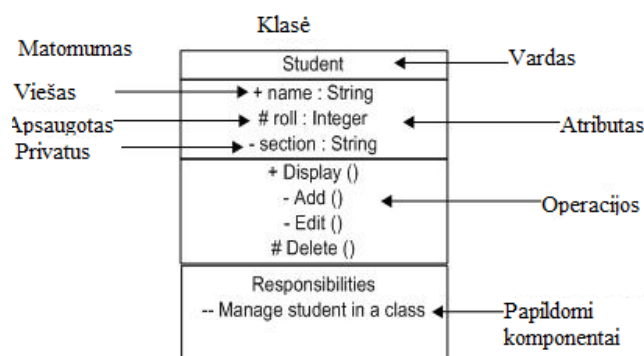 Klasė
Matomumas
Student
Vardas
Viešas
+ name : String
Apsaugotas
# roll : Integer
Atributas
Privatus
- section : String
+ Display ()
- Add ()
Operacijos
- Edit ()
# Delete ()
Responsibilities
-- Manage student in a class
Papildomi
komponentai